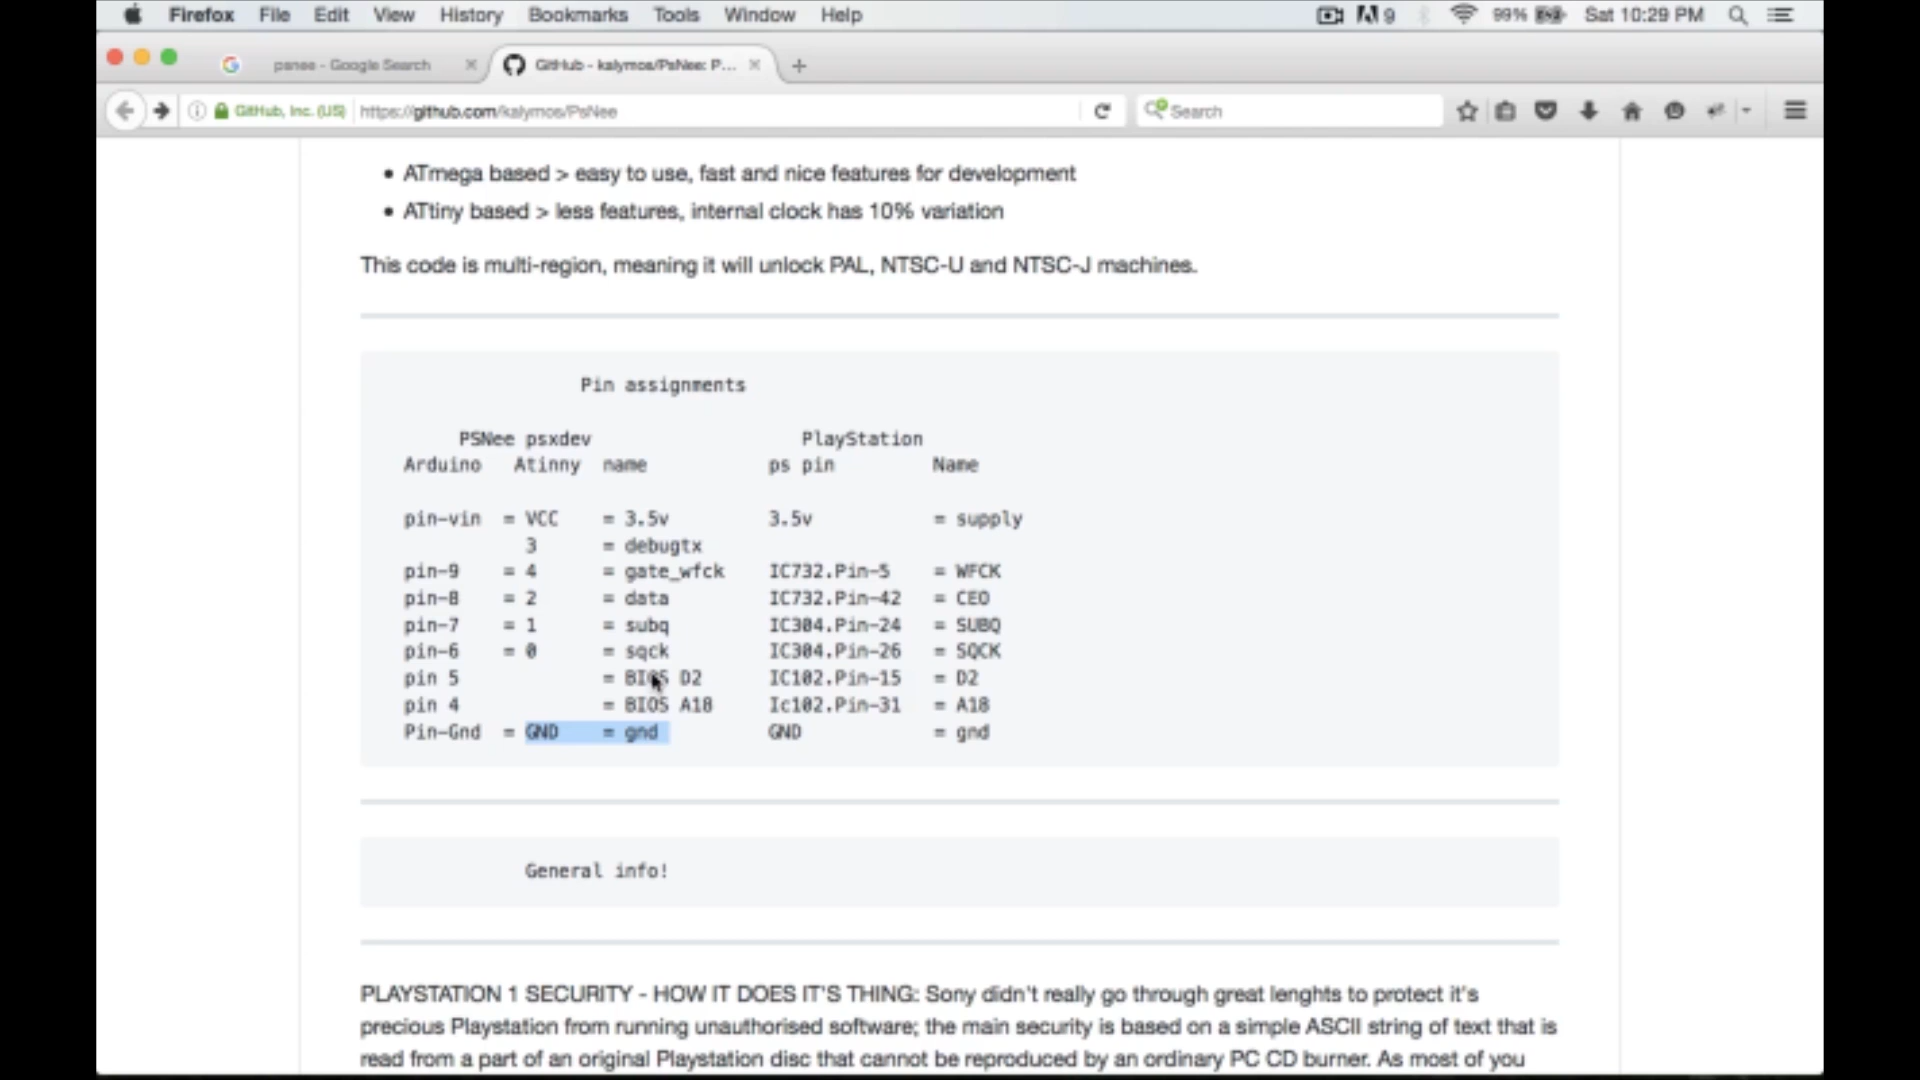 Firefox File Edit View History Bookmarks Tools Window Help 9 99% Sat 10:29 PM
psnee - Google Search GitHub - kalymos/PsNee: P...
GitHub, Inc. (US) https://github.com/kalymos/PsNee Search
• ATmega based > easy to use, fast and nice features for development
• ATtiny based > less features, internal clock has 10% variation
This code is multi-region, meaning it will unlock PAL, NTSC-U and NTSC-J machines.
Pin assignments
PSNee psxdev PlayStation
Arduino Atinny name ps pin Name
pin-vin = VCC = 3.5v 3.5v = supply
3 = debugtx
pin-9 = 4 = gate_wfck IC732.Pin-5 = WFCK
pin-8 = 2 = data IC732.Pin-42 = CEO
pin-7 = 1 = subq IC304.Pin-24 = SUBQ
pin-6 = 0 = sqck IC304.Pin-26 = SQCK
pin 5 = BIOS D2 IC102.Pin-15 = D2
pin 4 = BIOS A18 Ic102.Pin-31 = A18
Pin-Gnd = GND = gnd GND = gnd
General info!
PLAYSTATION 1 SECURITY - HOW IT DOES IT'S THING: Sony didn't really go through great lenghts to protect it's
precious Playstation from running unauthorised software; the main security is based on a simple ASCII string of text that is
read from a part of an original Playstation disc that cannot be reproduced by an ordinary PC CD burner. As most of you